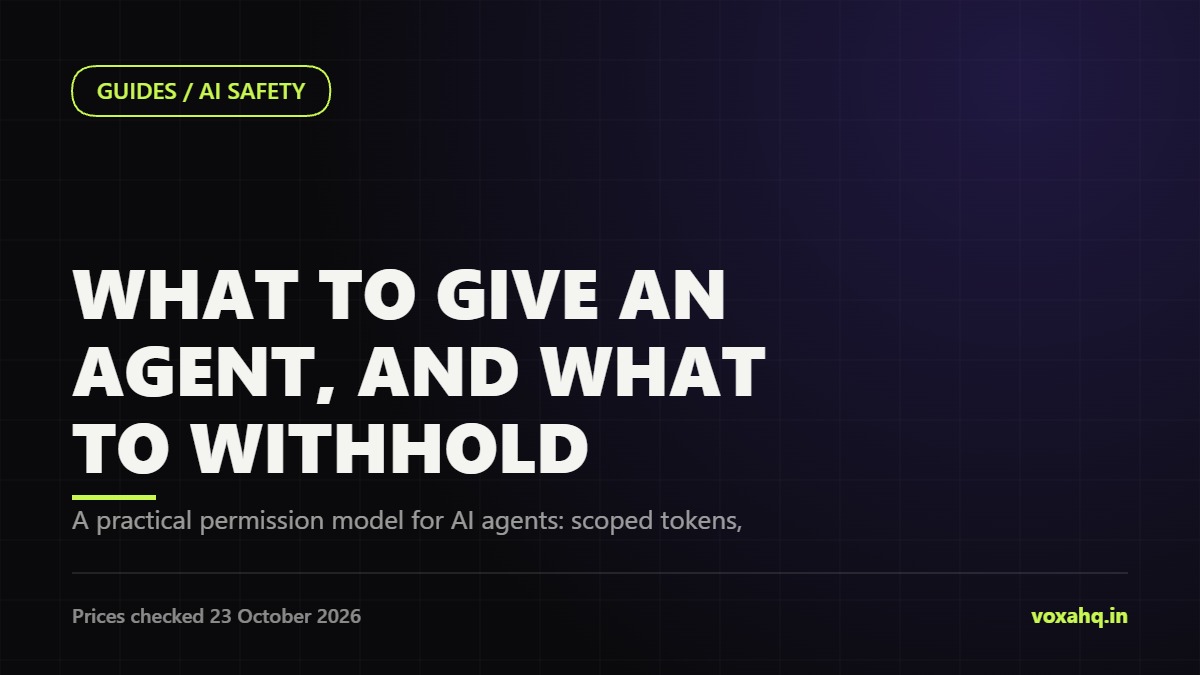 GUIDES / AI SAFETY
WHAT TO GIVE AN
AGENT, AND WHAT
TO WITHHOLD
A practical permission model for AI agents: scoped tokens,
Prices checked 23 October 2026
voxahq.in